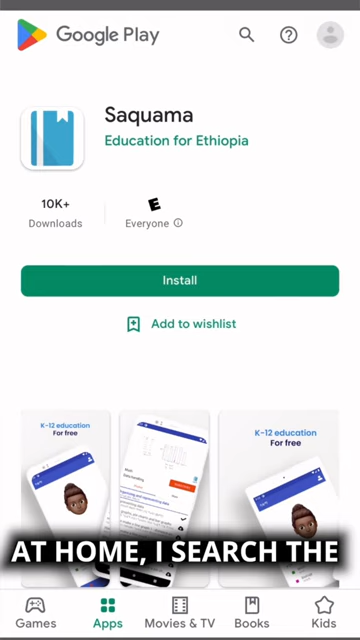 Google Play
Saquama
Education for Ethiopia
10K+
Downloads
E
Everyone
Install
Add to wishlist
K-12 education
For free
K-12 education
For free
AT HOME, I SEARCH THE
Games
Apps
Movies & TV
Books
Kids